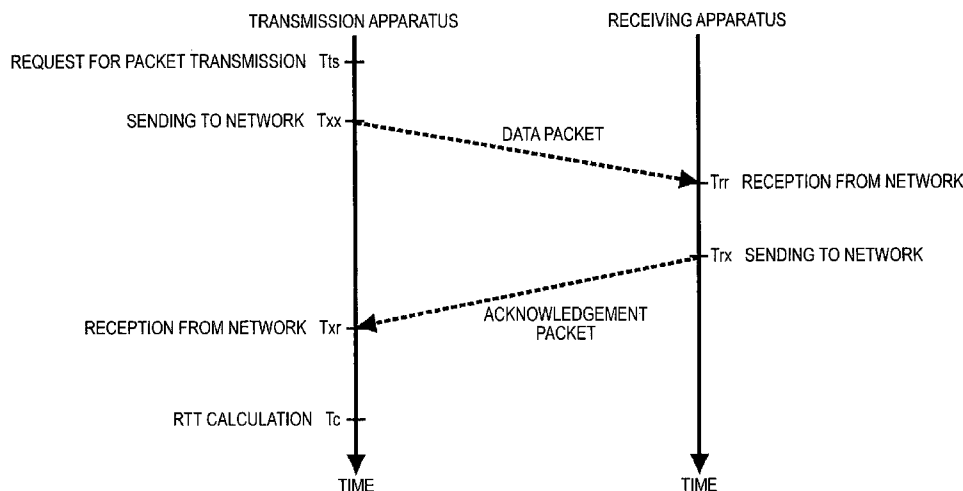 TRANSMISSION APPARATUS
RECEIVING APPARATUS
REQUEST FOR PACKET TRANSMISSION Tts
SENDING TO NETWORK Txx
DATA PACKET
Trr RECEPTION FROM NETWORK
Trx SENDING TO NETWORK
ACKNOWLEDGEMENT
PACKET
RECEPTION FROM NETWORK Txr
RTT CALCULATION Tc
TIME
TIME